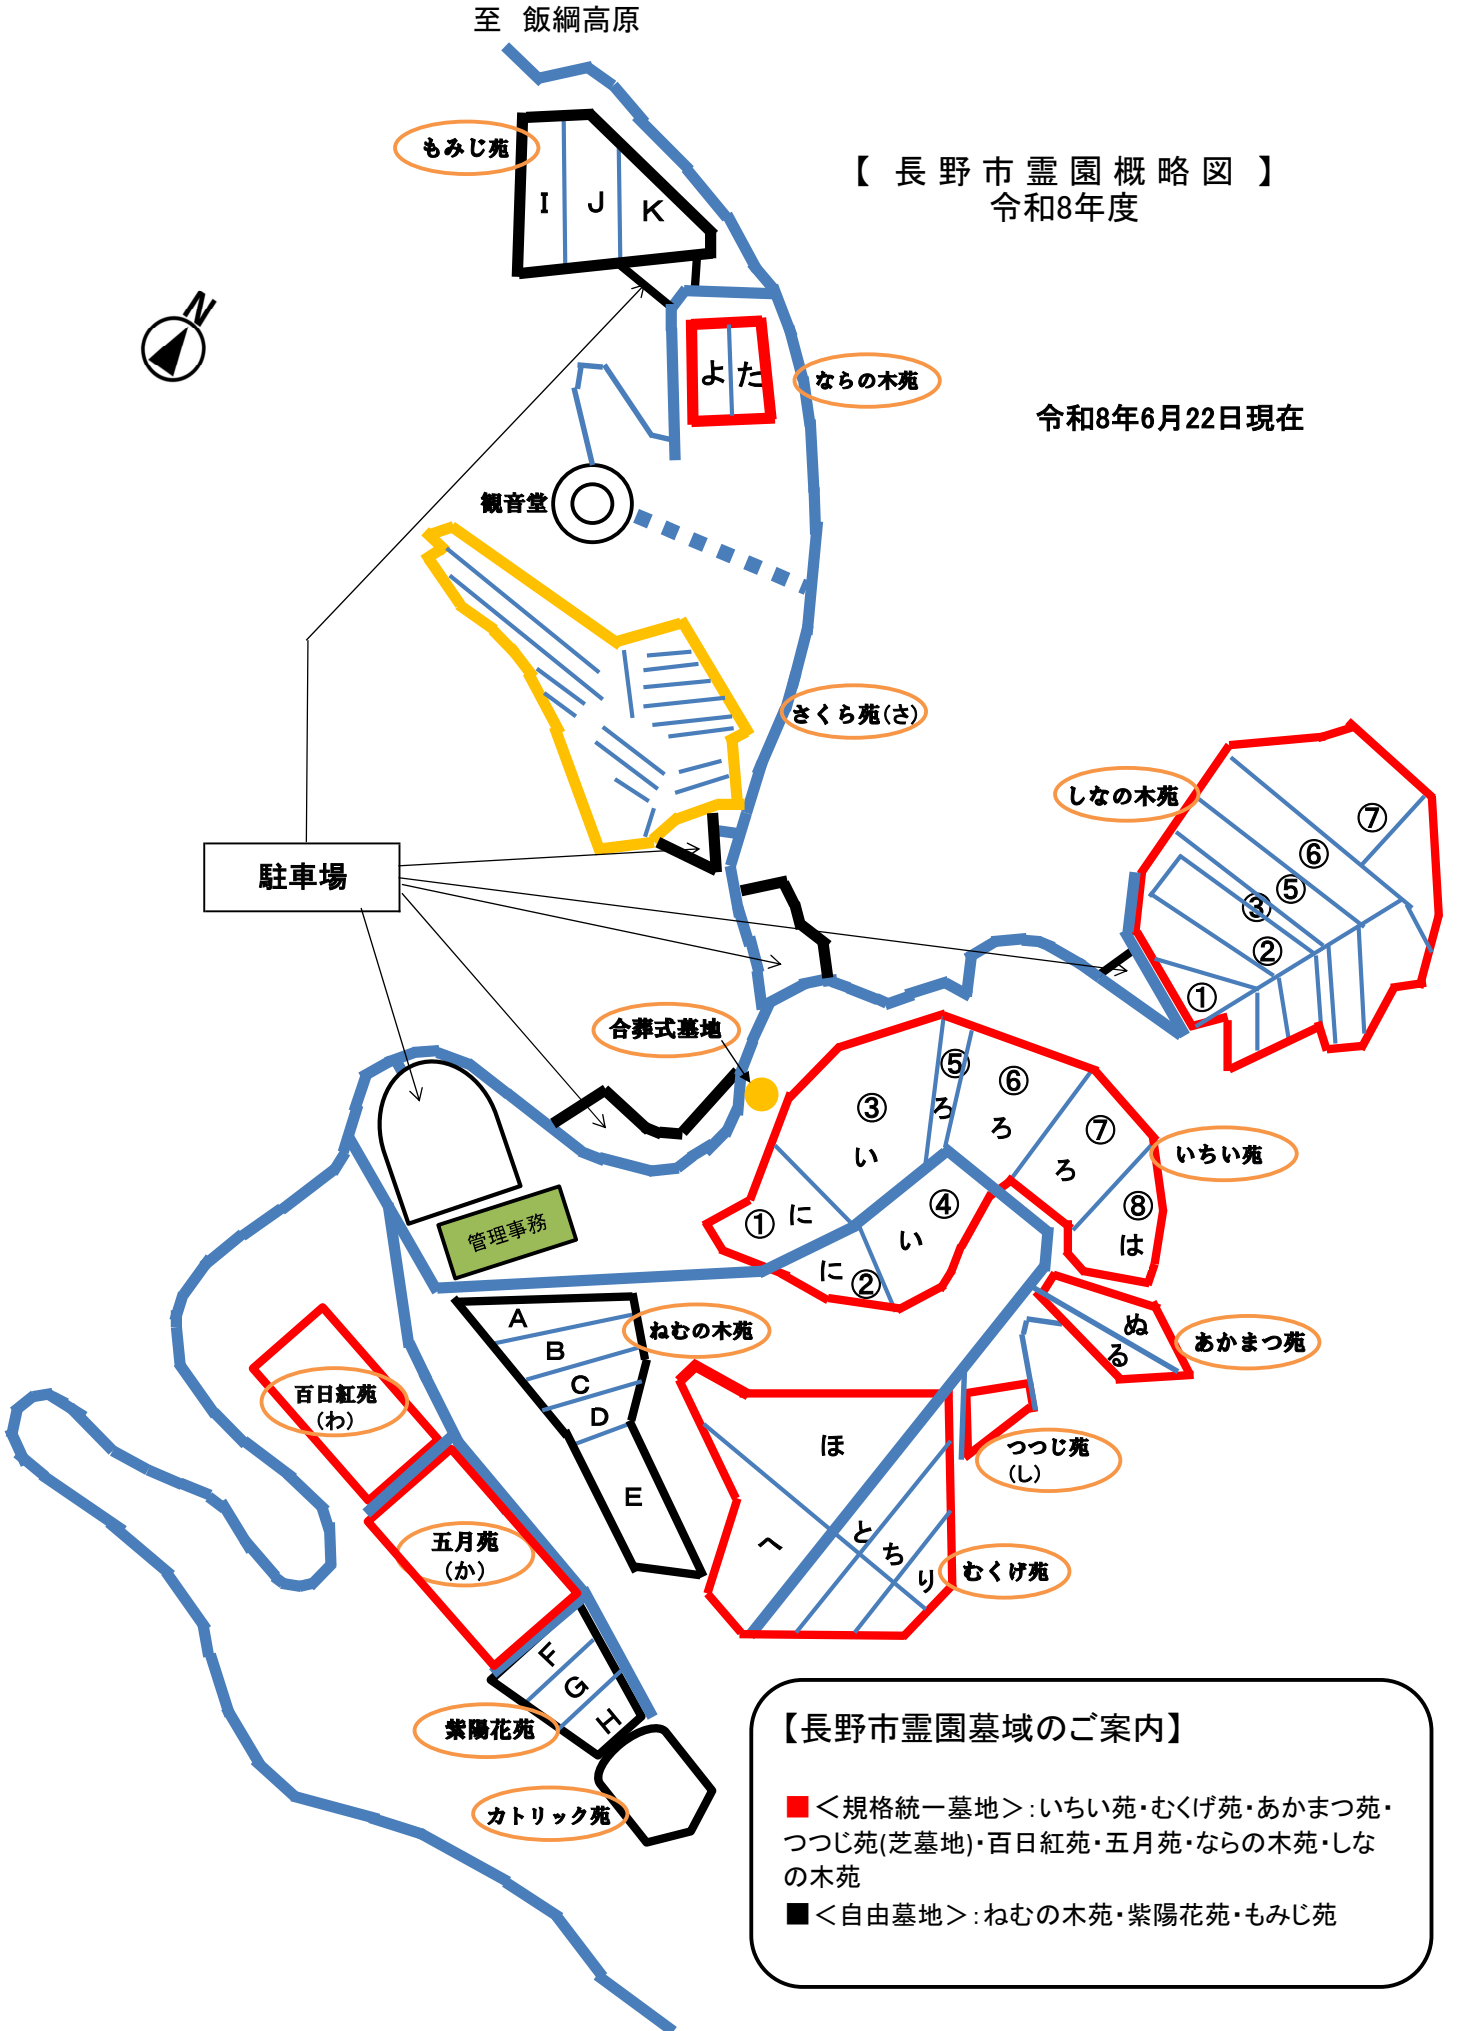 至　飯綱高原
【 長 野 市 霊 園 概 略 図 】
令和8年度
もみじ苑
I J K
N
よ た
ならの木苑
令和8年6月22日現在
観音堂
さくら苑(さ)
しなの木苑
⑦
⑥
⑤
③
②
①
駐車場
合葬式墓地
⑤
ろ
⑥
ろ
③
い
⑦
ろ
いちい苑
④
い
⑧
は
① に
に ②
管理事務
A
B
C
D
E
ねむの木苑
ぬ
る
あかまつ苑
百日紅苑
(わ)
ほ
つつじ苑
(し)
へ
と
ち
り
むくげ苑
五月苑
(か)
F
G
H
紫陽花苑
カトリック苑
【長野市霊園墓域のご案内】
■＜規格統一墓地＞：いちい苑・むくげ苑・あかまつ苑・
つつじ苑(芝墓地)・百日紅苑・五月苑・ならの木苑・しな
の木苑
■＜自由墓地＞：ねむの木苑・紫陽花苑・もみじ苑